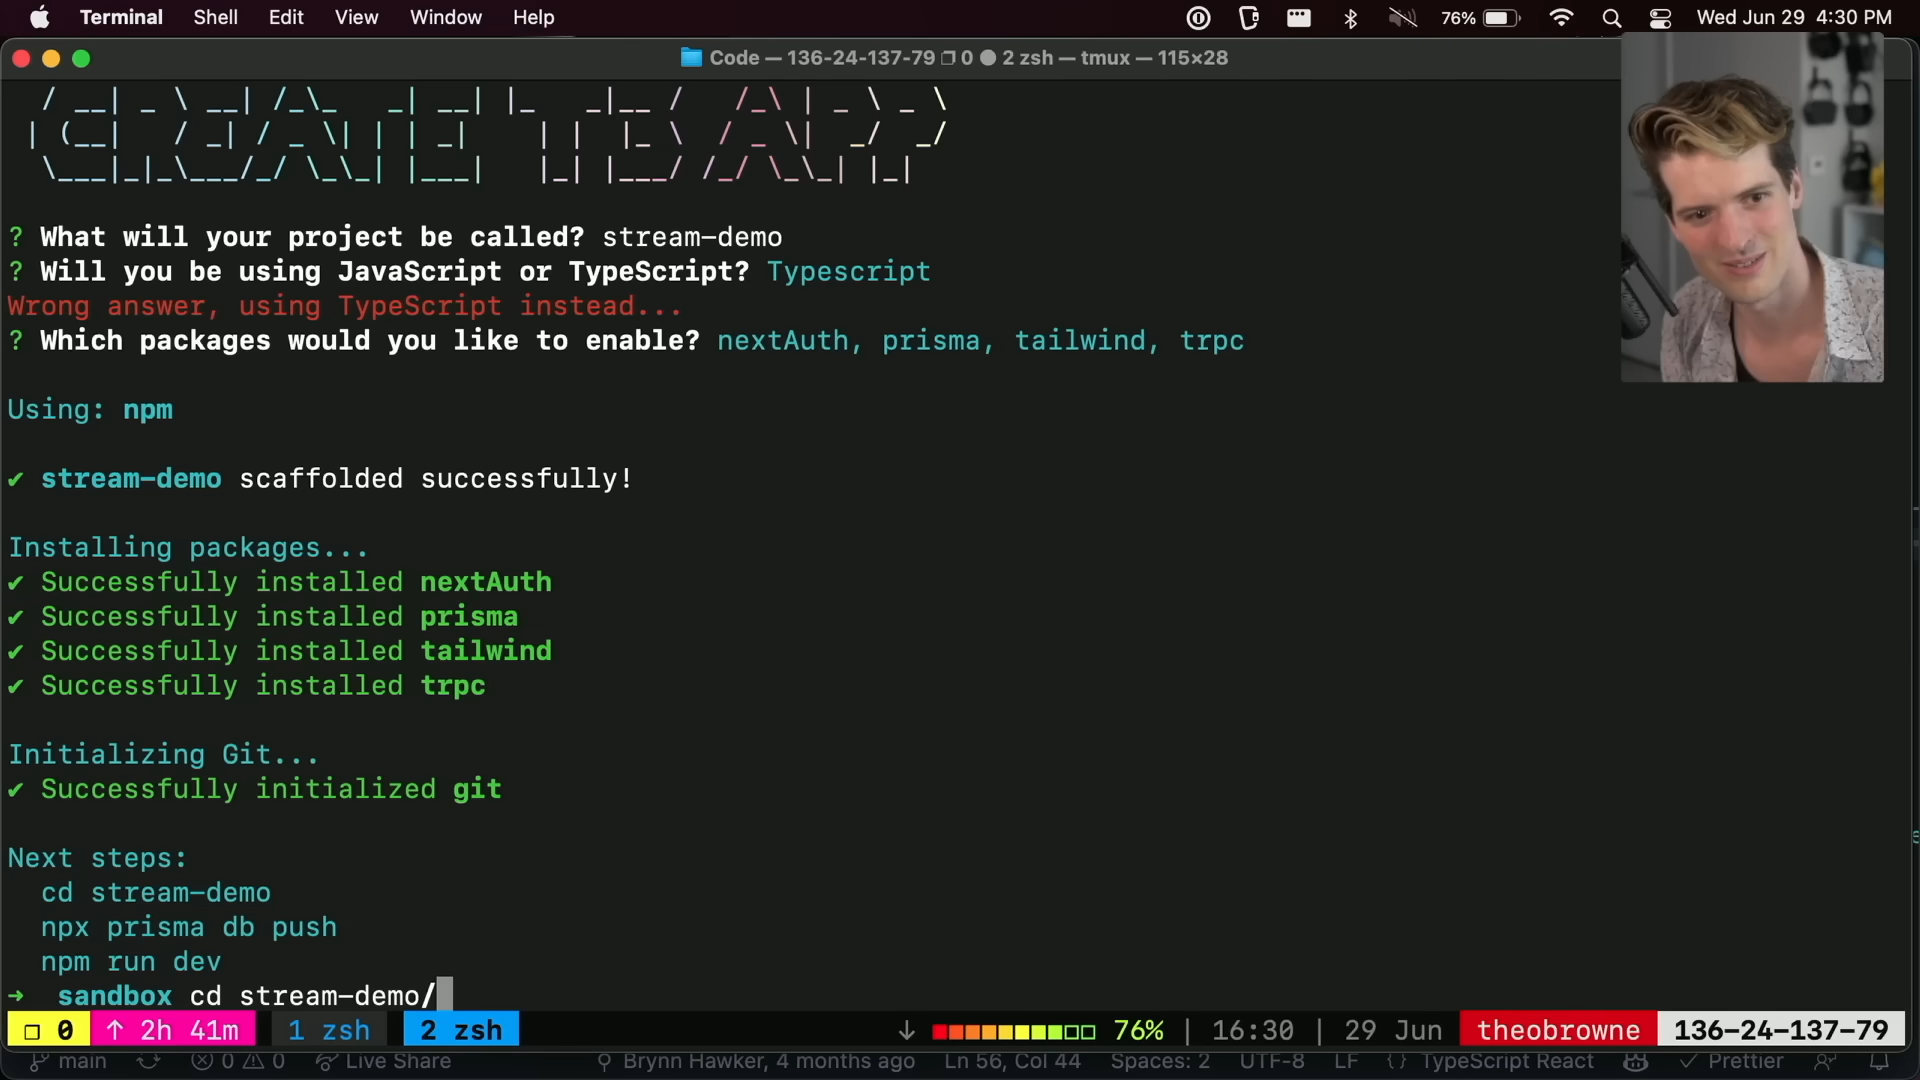 Terminal Shell Edit View Window Help 76% Wed Jun 29 4:30 PM
Code — 136-24-137-79 0 2 zsh — tmux — 115×28
CREATE T3 APP
? What will your project be called? stream-demo
? Will you be using JavaScript or TypeScript? Typescript
Wrong answer, using TypeScript instead...
? Which packages would you like to enable? nextAuth, prisma, tailwind, trpc
Using: npm
✔ stream-demo scaffolded successfully!
Installing packages...
✔ Successfully installed nextAuth
✔ Successfully installed prisma
✔ Successfully installed tailwind
✔ Successfully installed trpc
Initializing Git...
✔ Successfully initialized git
Next steps:
cd stream-demo
npx prisma db push
npm run dev
➜ sandbox cd stream-demo/
❐ 0 ↑ 2h 41m 1 zsh 2 zsh ↓ 76% | 16:30 | 29 Jun theobrowne 136-24-137-79
main 0 0 Live Share Brynn Hawker, 4 months ago Ln 56, Col 44 Spaces: 2 UTF-8 LF {} TypeScript React ✓ Prettier